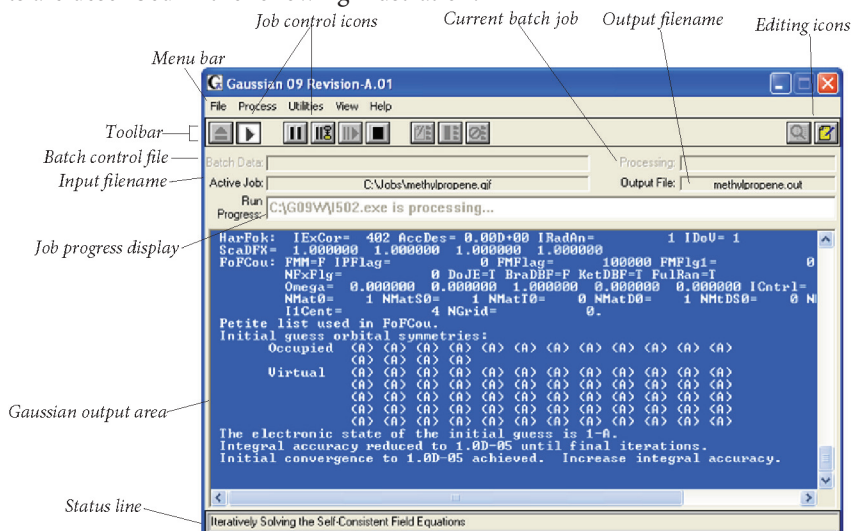 Job control icons
Current batch job
Output filename
Editing icons
Menu bar
Gaussian 09 Revision-A.01
File Process Utilities View Help
Toolbar
Batch control file
Batch Data:
Processing:
Input filename
Active Job: C:\Jobs\methylpropene.gjf
Output File: methylpropene.out
Run
Progress: C:\G09W\l502.exe is processing...
Job progress display
HarFok: IExCor= 402 AccDes= 0.00D+00 IRadAn= 1 IDoV= 1
ScaDFX= 1.000000 1.000000 1.000000 1.000000
FoFCou: FMM=F IPFlag= 0 FMFlag= 100000 FMFlg1= 0
NFxFlg= 0 DoJE=T BraDBF=F KetDBF=T FulRan=T
Omega= 0.000000 0.000000 1.000000 0.000000 0.000000 ICntrl=
NMat0= 1 NMatS0= 1 NMatT0= 0 NMatD0= 1 NMtDS0= 0
I1Cent= 4 NGrid= 0.
Petite list used in FoFCou.
Initial guess orbital symmetries:
Occupied (A) (A) (A) (A) (A) (A) (A) (A) (A) (A) (A) (A)
(A) (A) (A) (A)
Virtual (A) (A) (A) (A) (A) (A) (A) (A) (A) (A) (A) (A)
(A) (A) (A) (A) (A) (A) (A) (A) (A) (A) (A) (A)
(A) (A) (A) (A) (A) (A) (A) (A) (A) (A) (A) (A)
(A) (A) (A) (A) (A) (A) (A) (A) (A) (A) (A) (A)
(A) (A) (A) (A) (A) (A) (A) (A) (A) (A) (A) (A)
Gaussian output area
The electronic state of the initial guess is 1-A.
Integral accuracy reduced to 1.0D-05 until final iterations.
Initial convergence to 1.0D-05 achieved. Increase integral accuracy.
Status line
Iteratively Solving the Self-Consistent Field Equations